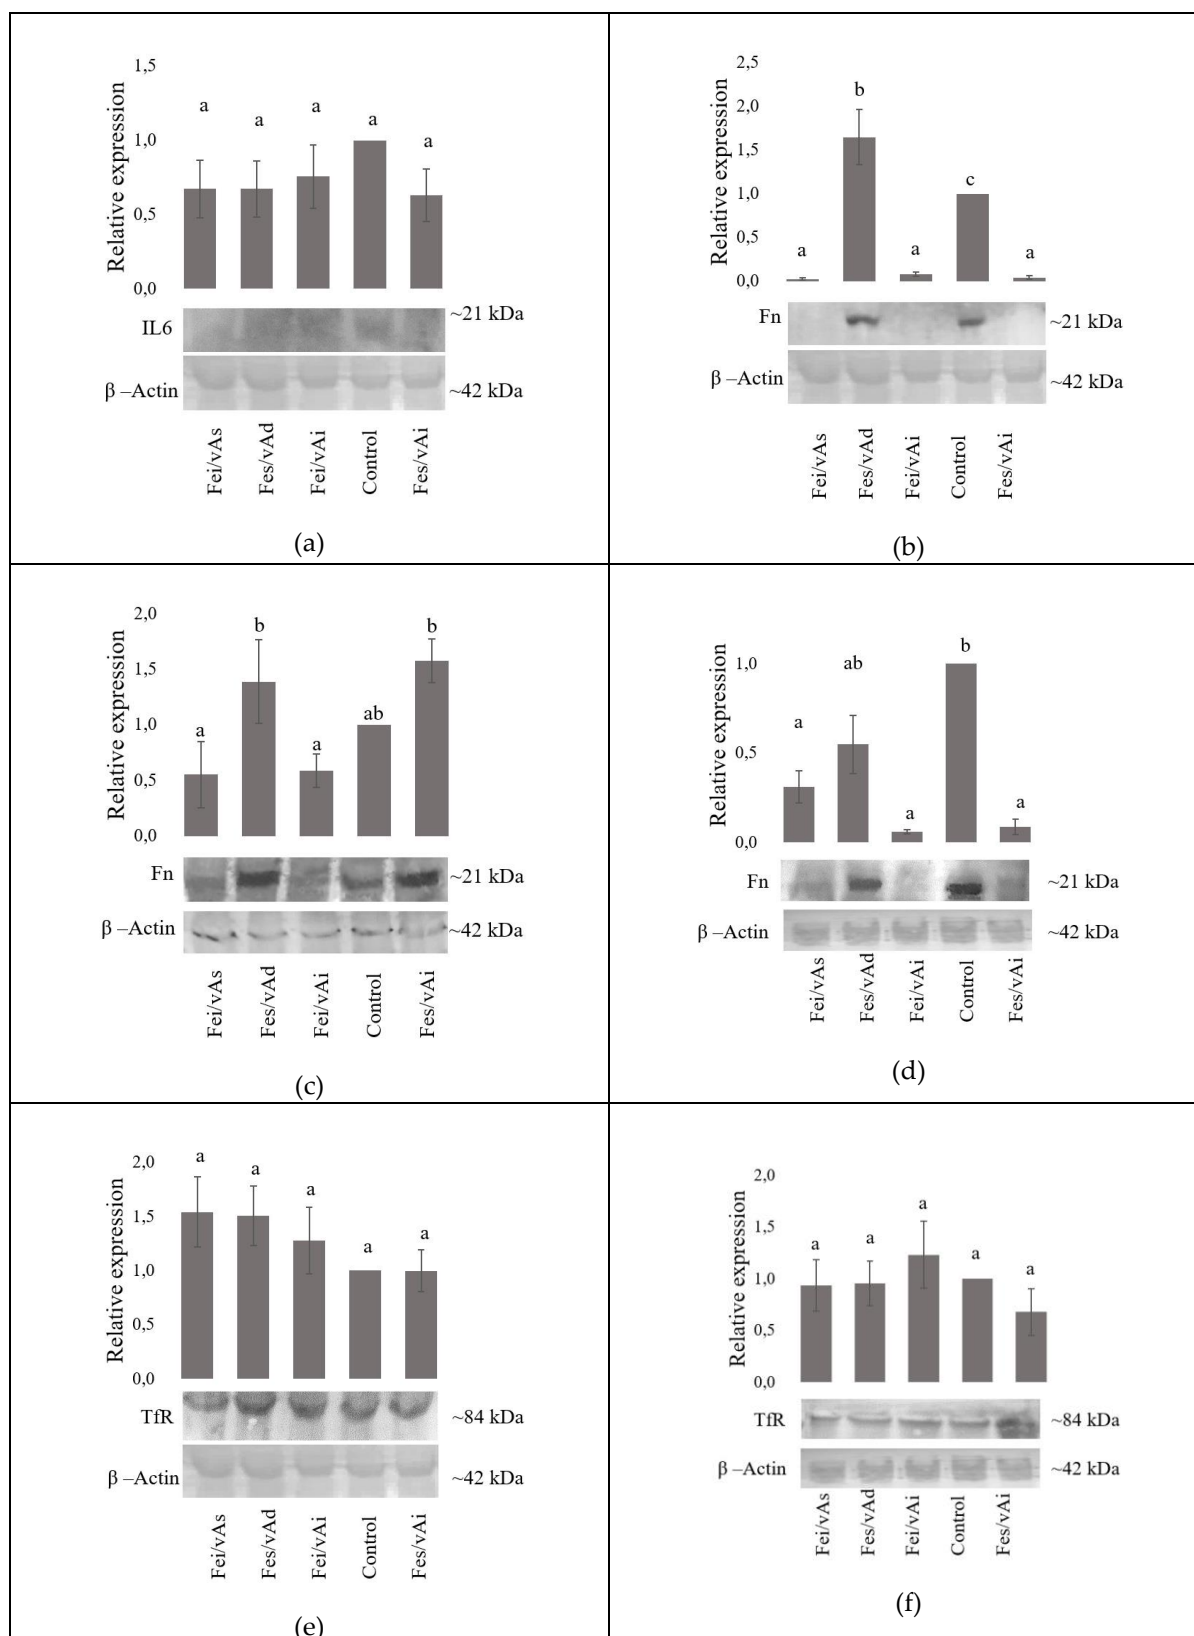 1,5
a
a
a
a
a
1,0
Relative expression
0,5
0,0
IL6
~21 kDa
β –Actin
~42 kDa
Fei/vAs
Fes/vAd
Fei/vAi
Control
Fes/vAi
(a)
2,5
2,0
b
1,5
Relative expression
1,0
c
0,5
a
a
a
0,0
Fn
~21 kDa
β –Actin
~42 kDa
Fei/vAs
Fes/vAd
Fei/vAi
Control
Fes/vAi
(b)
2,0
b
b
1,5
Relative expression
ab
1,0
a
a
0,5
0,0
Fn
~21 kDa
β –Actin
~42 kDa
Fei/vAs
Fes/vAd
Fei/vAi
Control
Fes/vAi
(c)
b
1,0
ab
Relative expression
a
0,5
a
a
0,0
Fn
~21 kDa
β –Actin
~42 kDa
Fei/vAs
Fes/vAd
Fei/vAi
Control
Fes/vAi
(d)
2,0
a
a
a
a
a
1,5
Relative expression
1,0
0,5
0,0
TfR
~84 kDa
β –Actin
~42 kDa
Fei/vAs
Fes/vAd
Fei/vAi
Control
Fes/vAi
(e)
2,0
a
1,5
a
a
a
a
Relative expression
1,0
0,5
0,0
TfR
~84 kDa
β –Actin
~42 kDa
Fei/vAs
Fes/vAd
Fei/vAi
Control
Fes/vAi
(f)